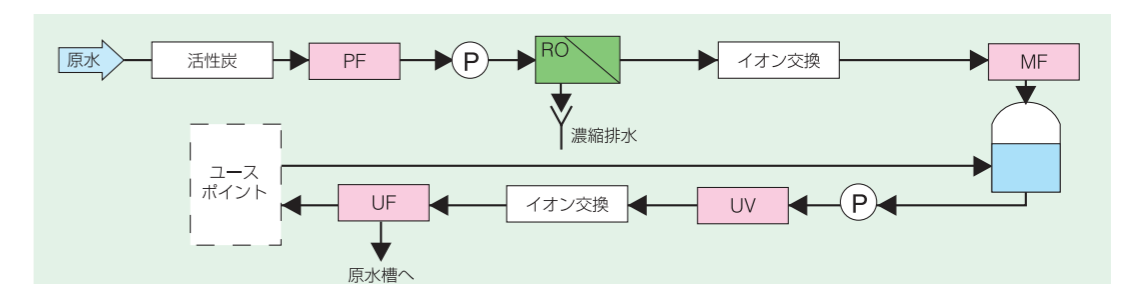 原水
活性炭
PF
P
RO
イオン交換
MF
濃縮排水
ユース
ポイント
UF
イオン交換
UV
P
原水槽へ